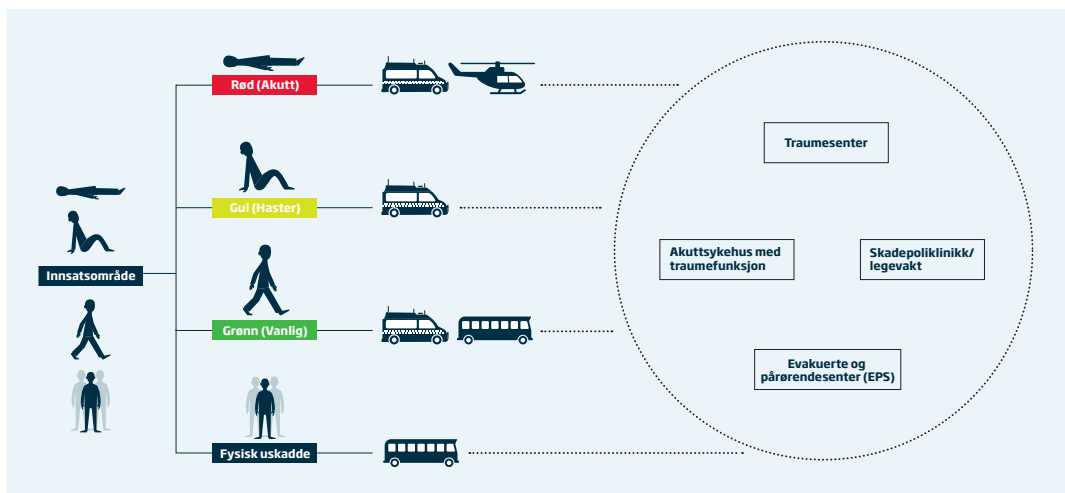 Innsatsområde
Rød (Akutt)
Gul (Haster)
Grønn (Vanlig)
Fysisk uskadde
Traumesenter
Akuttsykehus med
traumefunksjon
Skadepoliklinikk/
legevakt
Evakuerte og
pårørendesenter (EPS)